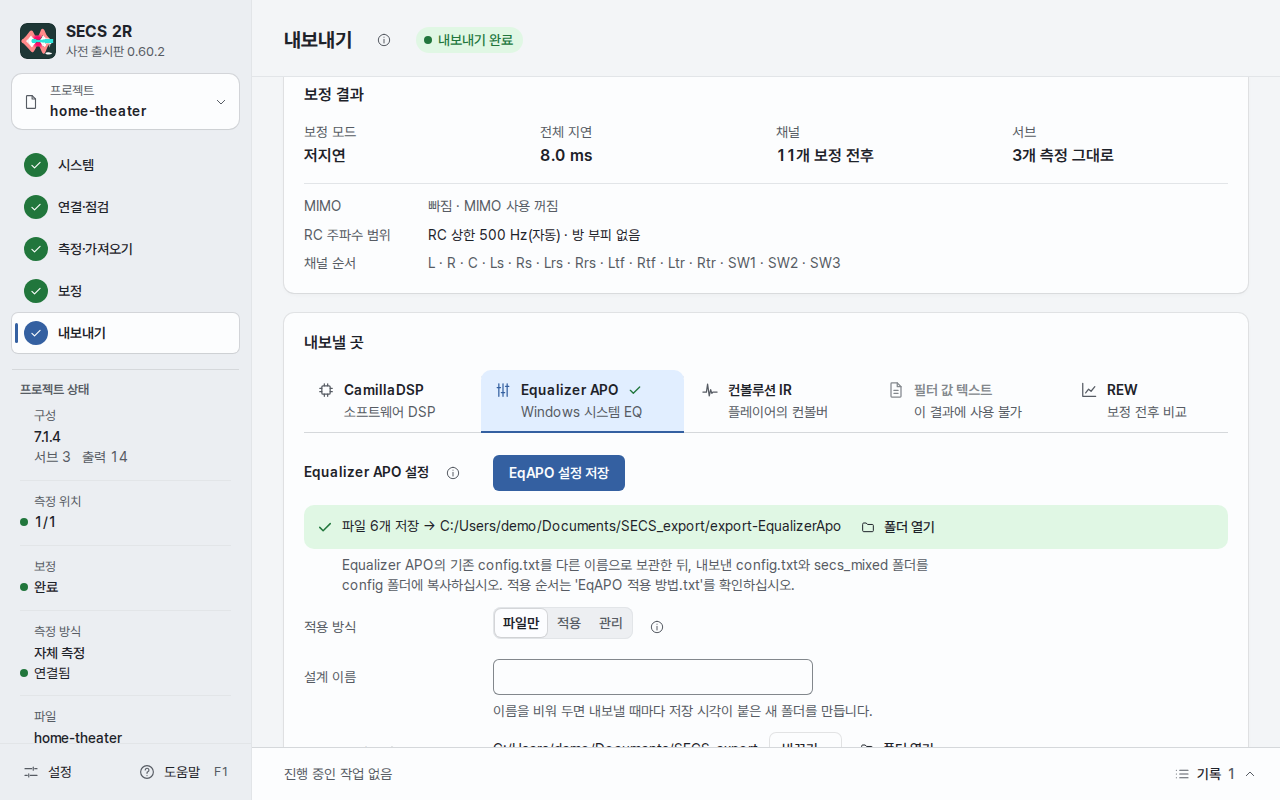 SECS 2R
사전 출시판 0.60.2
프로젝트
home-theater
시스템
연결·점검
측정·가져오기
보정
내보내기
프로젝트 상태
구성
7.1.4
서브 3 출력 14
측정 위치
1/1
보정
완료
측정 방식
자체 측정
연결됨
파일
home-theater
설정
도움말 F1
내보내기
내보내기 완료
보정 결과
보정 모드
저지연
전체 지연
8.0 ms
채널
11개 보정 전후
서브
3개 측정 그대로
MIMO 빠짐 · MIMO 사용 꺼짐
RC 주파수 범위 RC 상한 500 Hz(자동) · 방 부피 없음
채널 순서 L · R · C · Ls · Rs · Lrs · Rrs · Ltf · Rtf · Ltr · Rtr · SW1 · SW2 · SW3
내보낼 곳
CamillaDSP
소프트웨어 DSP
Equalizer APO
Windows 시스템 EQ
컨볼루션 IR
플레이어의 컨볼버
필터 값 텍스트
이 결과에 사용 불가
REW
보정 전후 비교
Equalizer APO 설정
EqAPO 설정 저장
파일 6개 저장 → C:/Users/demo/Documents/SECS_export/export-EqualizerApo 폴더 열기
Equalizer APO의 기존 config.txt를 다른 이름으로 보관한 뒤, 내보낸 config.txt와 secs_mixed 폴더를
config 폴더에 복사하십시오. 적용 순서는 'EqAPO 적용 방법.txt'를 확인하십시오.
적용 방식 파일만 적용 관리
설계 이름
이름을 비워 두면 내보낼 때마다 저장 시각이 붙은 새 폴더를 만듭니다.
C:/Users/demo/Documents/SECS_export 폴더 열기
진행 중인 작업 없음
기록 1